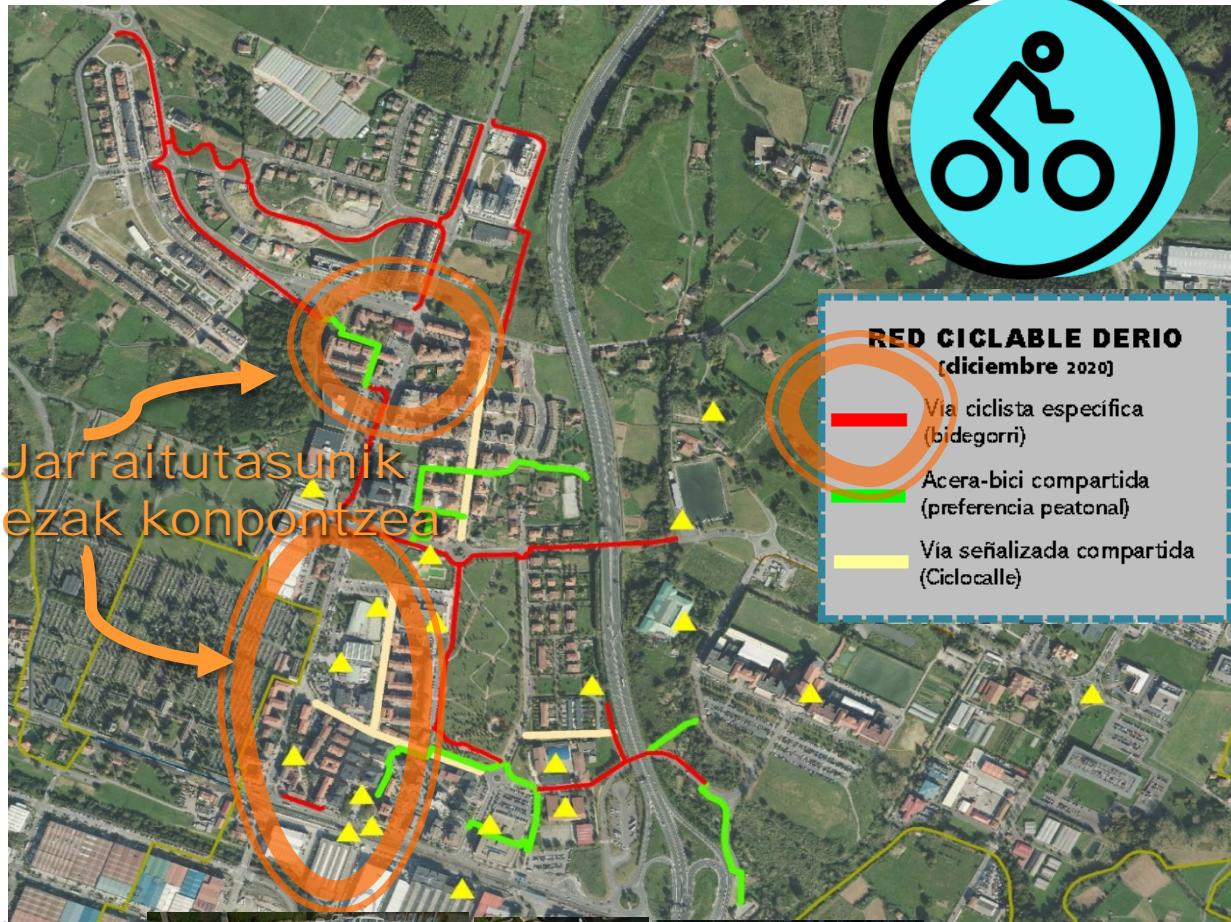 RED CICLABLE DERIO
[diciembre 2020]
Vía ciclista específica
(bidegorri)
Acera-bici compartida
(preferencia peatonal)
Vía señalizada compartida
(Ciclocalle)
Jarraitutasunik
ezak konpontzea